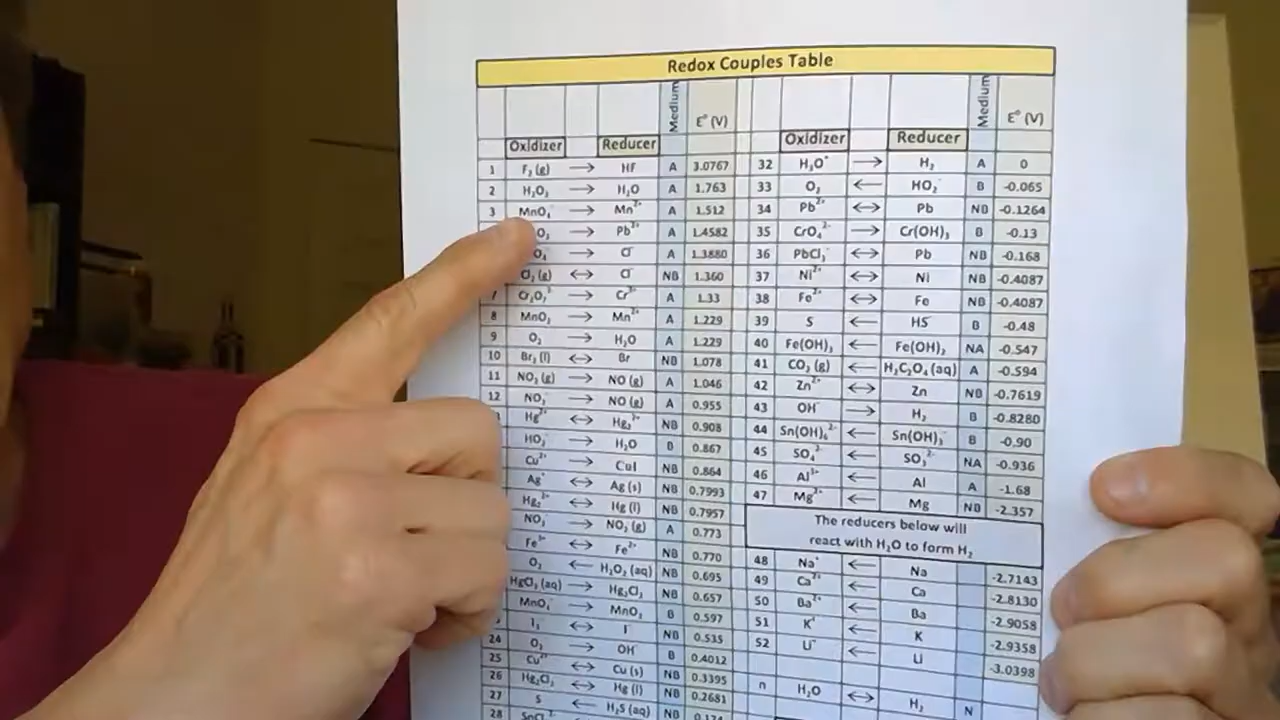 Redox Couples Table
Oxidizer Reducer Medium E° (V)
1 F₂ (g) → HF A 3.0767
2 H₂O₂ → H₂O A 1.763
3 MnO₄⁻ → Mn²⁺ A 1.512
O₂ → Pb²⁺ A 1.4582
O₄⁻ → Cl⁻ A 1.3880
Cl₂ (g) ↔ Cl⁻ NB 1.360
7 Cr₂O₇²⁻ → Cr³⁺ A 1.33
8 MnO₂ → Mn²⁺ A 1.229
9 O₂ → H₂O A 1.229
10 Br₂ (l) ↔ Br⁻ NB 1.078
11 NO₂ (g) → NO (g) A 1.046
12 NO₃⁻ → NO (g) A 0.955
Hg²⁺ ↔ Hg₂²⁺ NB 0.908
HO₂⁻ → H₂O B 0.867
Cu²⁺ → CuI NB 0.864
Ag⁺ ↔ Ag (s) NB 0.7993
Hg₂²⁺ ↔ Hg (l) NB 0.7957
NO₃⁻ → NO₂ (g) A 0.773
Fe³⁺ ↔ Fe²⁺ NB 0.770
O₂ ← H₂O₂ (aq) NB 0.695
HgCl₂ (aq) → Hg₂Cl₂ NB 0.657
MnO₄⁻ → MnO₂ B 0.597
I₂ ↔ I⁻ NB 0.535
24 O₂ → OH⁻ B 0.4012
25 Cu²⁺ ↔ Cu (s) NB 0.3395
26 Hg₂Cl₂ ↔ Hg (l) NB 0.2681
27 S ← H₂S (aq) NB 0.174
28
Oxidizer Reducer Medium E° (V)
32 H₃O⁺ → H₂ A 0
33 O₂ ← HO₂⁻ B -0.065
34 Pb²⁺ ↔ Pb NB -0.1264
35 CrO₄²⁻ → Cr(OH)₃ B -0.13
36 PbCl₃⁻ ↔ Pb NB -0.168
37 Ni²⁺ ↔ Ni NB -0.4087
38 Fe²⁺ ↔ Fe NB -0.4087
39 S ← HS⁻ B -0.48
40 Fe(OH)₃ ← Fe(OH)₂ NA -0.547
41 CO₂ (g) ← H₂C₂O₄ (aq) A -0.594
42 Zn²⁺ ↔ Zn NB -0.7619
43 OH⁻ → H₂ B -0.8280
44 Sn(OH)₆²⁻ ← Sn(OH)₃⁻ B -0.90
45 SO₄²⁻ ← SO₃²⁻ NA -0.936
46 Al³⁺ ← Al A -1.68
47 Mg²⁺ ← Mg NB -2.357
The reducers below will
react with H₂O to form H₂
48 Na⁺ ← Na -2.7143
49 Ca²⁺ ← Ca -2.8130
50 Ba²⁺ ← Ba -2.9058
51 K⁺ ← K -2.9358
52 Li⁺ ← Li -3.0398
n H₂O ↔ H₂ N